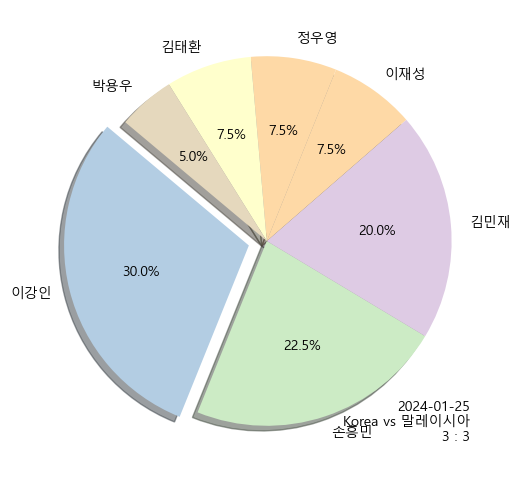 정우영
김태환
이재성
박용우
7.5%
7.5%
7.5%
5.0%
김민재
20.0%
30.0%
이강인
22.5%
2024-01-25
Korea vs 말레이시아
손흥민
3 : 3